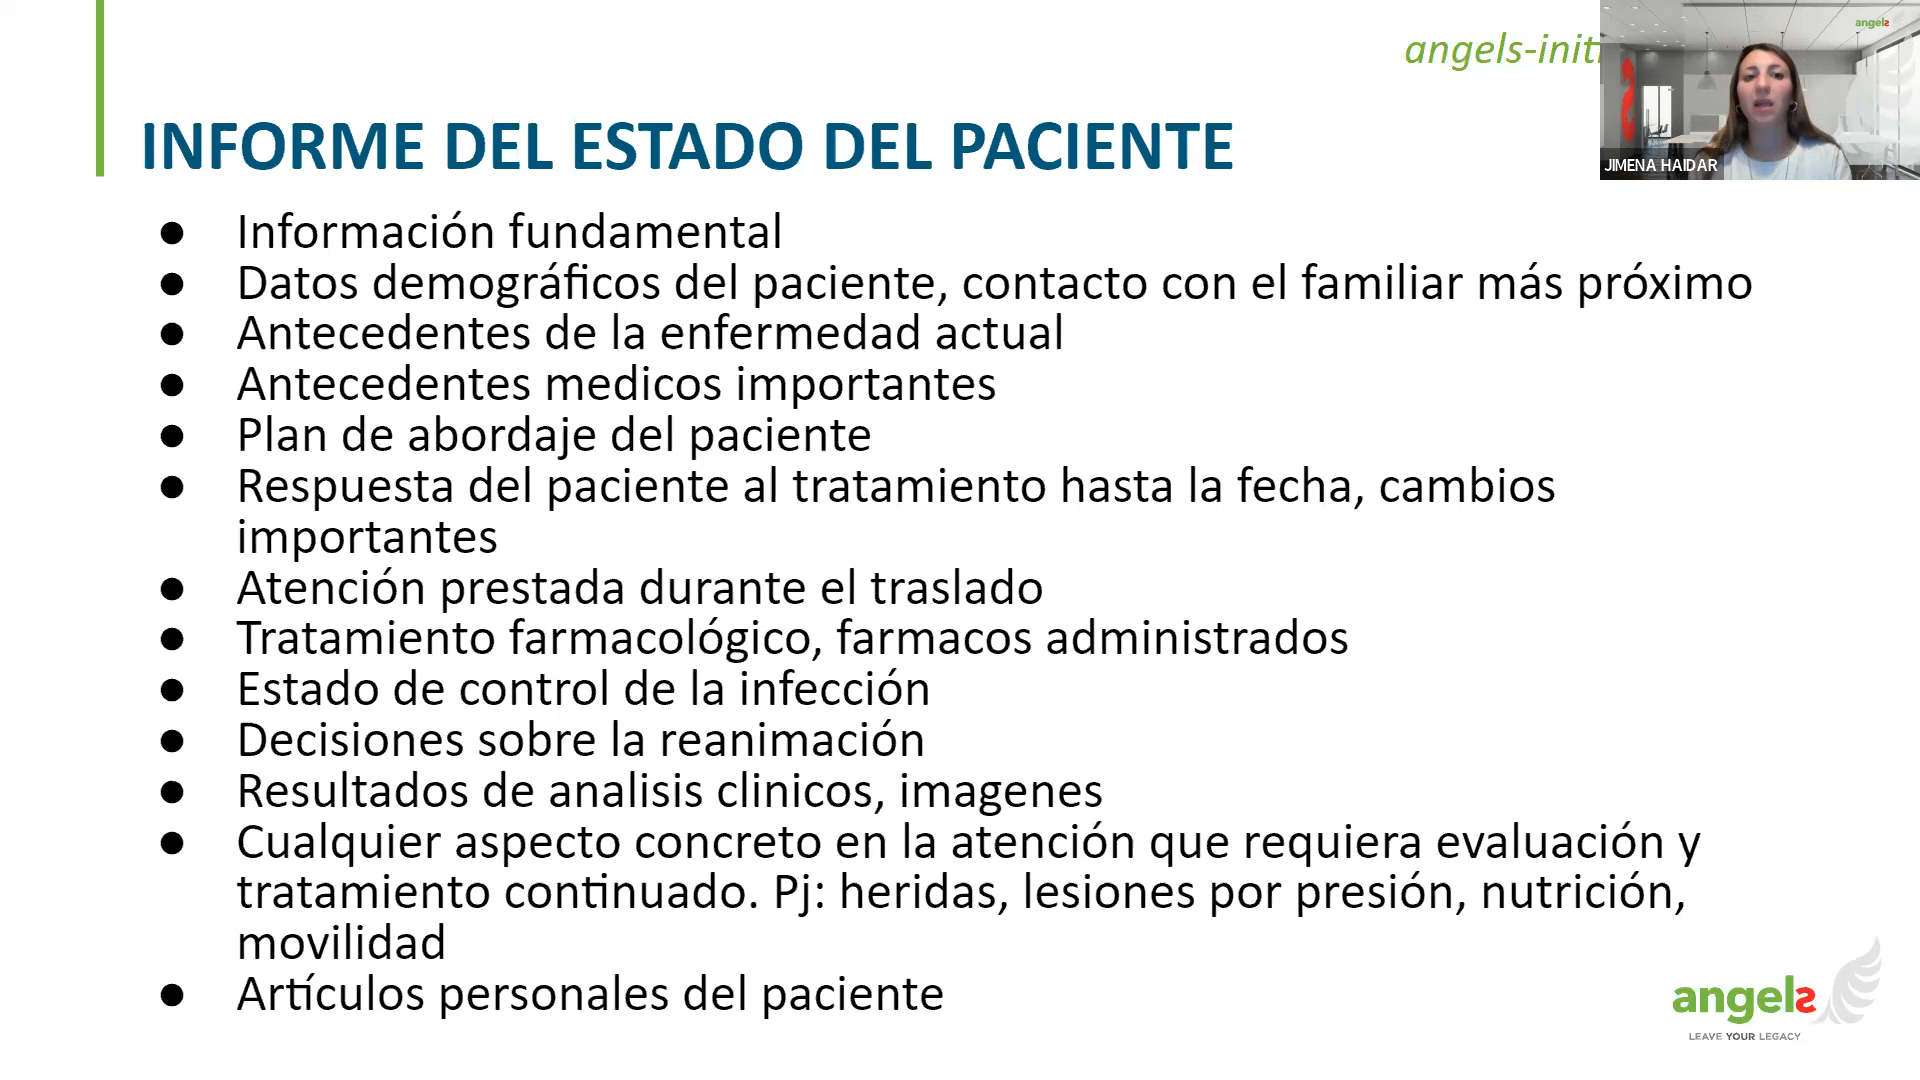 angels-initi
angels
JIMENA HAIDAR
INFORME DEL ESTADO DEL PACIENTE
● Información fundamental
● Datos demográficos del paciente, contacto con el familiar más próximo
● Antecedentes de la enfermedad actual
● Antecedentes medicos importantes
● Plan de abordaje del paciente
● Respuesta del paciente al tratamiento hasta la fecha, cambios
importantes
● Atención prestada durante el traslado
● Tratamiento farmacológico, farmacos administrados
● Estado de control de la infección
● Decisiones sobre la reanimación
● Resultados de analisis clinicos, imagenes
● Cualquier aspecto concreto en la atención que requiera evaluación y
tratamiento continuado. Pj: heridas, lesiones por presión, nutrición,
movilidad
● Artículos personales del paciente
angels
LEAVE YOUR LEGACY